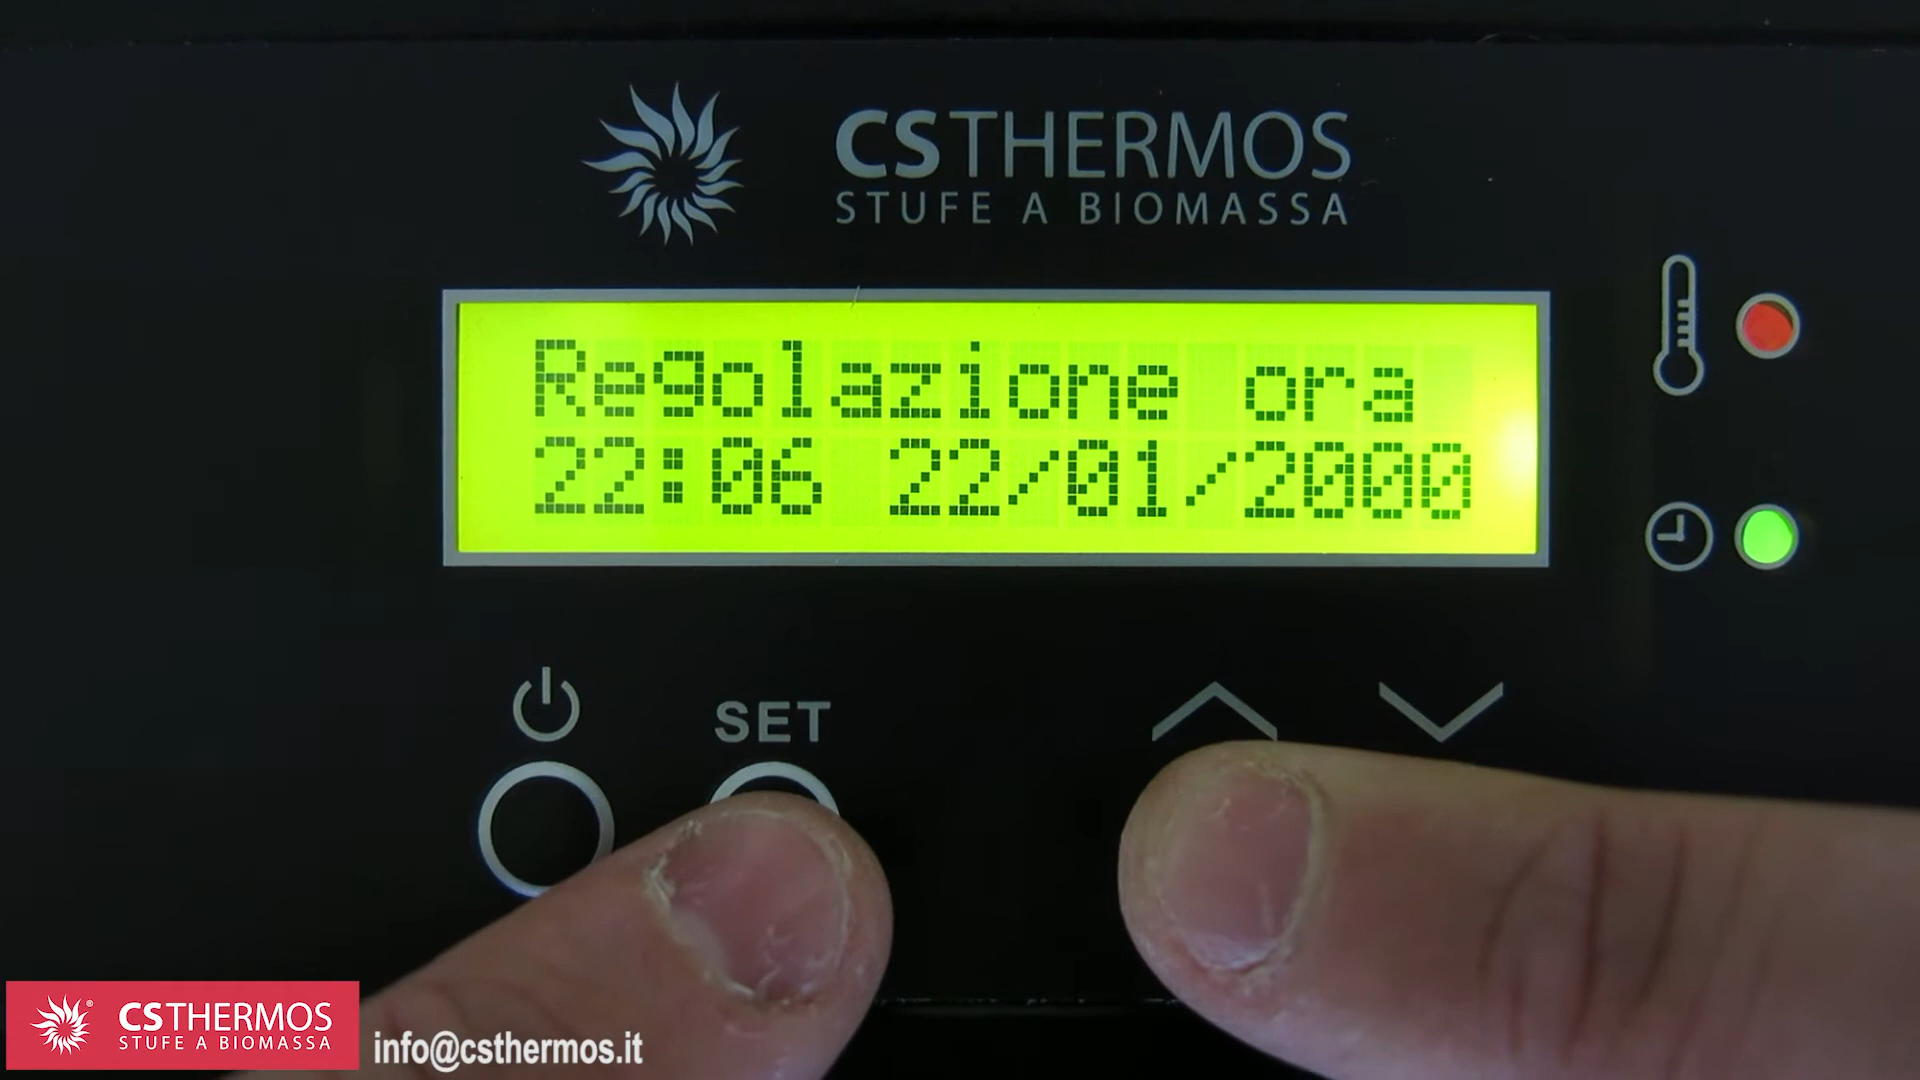 CSTHERMOS
STUFE A BIOMASSA
Regolazione ora
22:06 22/01/2000
SET
CSTHERMOS
STUFE A BIOMASSA
info@csthermos.it